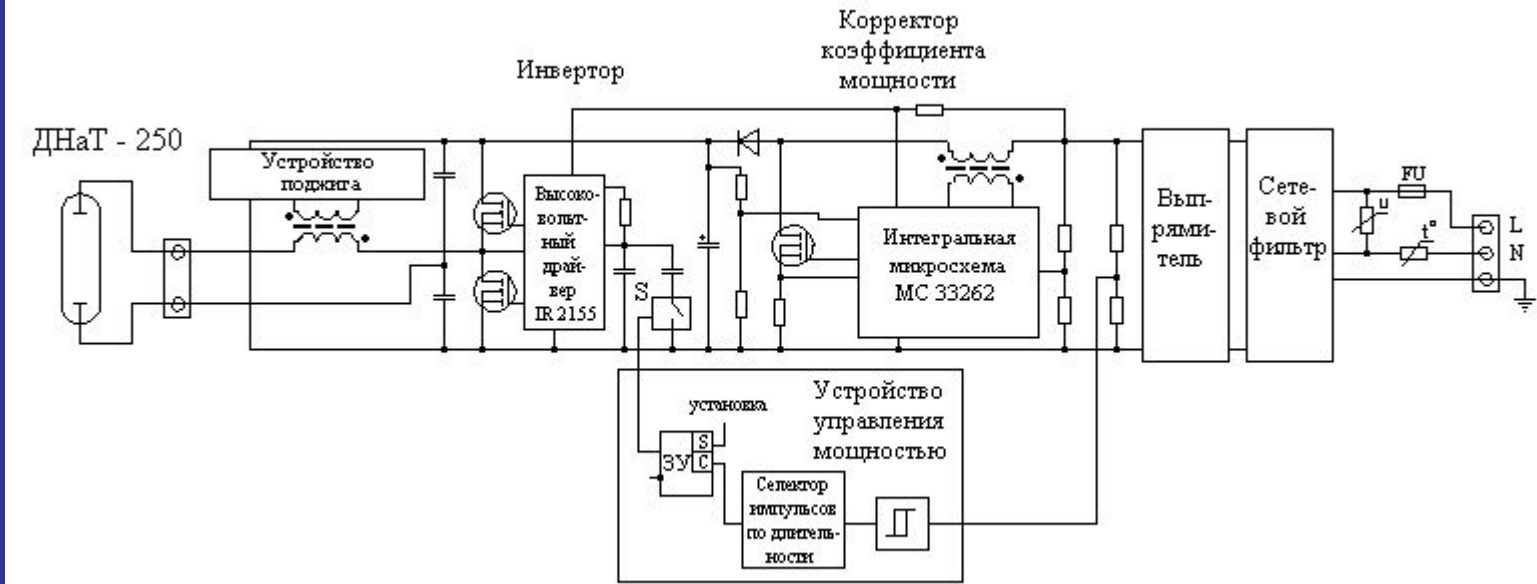 Корректор
коэффициента
мощности
Инвертор
ДНаТ - 250
Устройство
поджига
Высоко-
вольт-
ный
драй-
вер
IR 2155
S
Интегральная
микросхема
MC 33262
Вып-
рями-
тель
Сете-
вой
фильтр
FU
u
t°
L
N
Устройство
управления
мощностью
установка
S
ЗУ C
Селектор
импульсов
по длитель-
ности